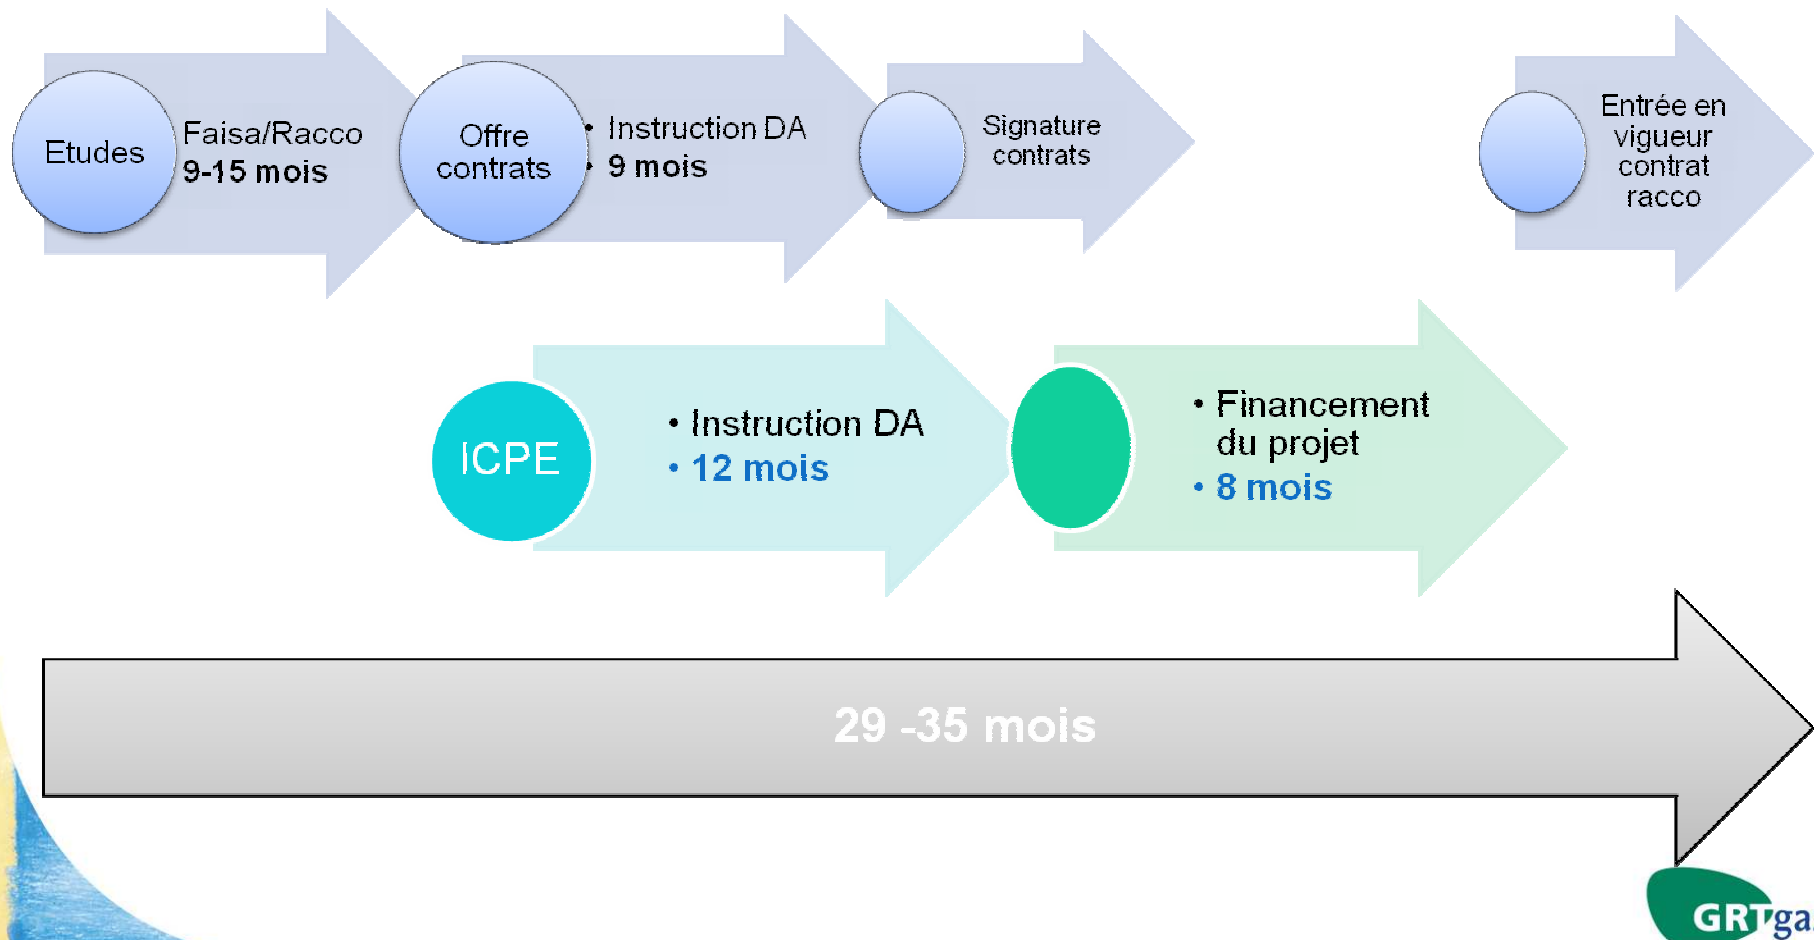 Etudes
Faisa/Racco
9-15 mois
Offre
contrats
• Instruction DA
• 9 mois
Signature
contrats
Entrée en
vigueur
contrat
racco
ICPE
• Instruction DA
• 12 mois
• Financement
du projet
• 8 mois
29 -35 mois
GRTga